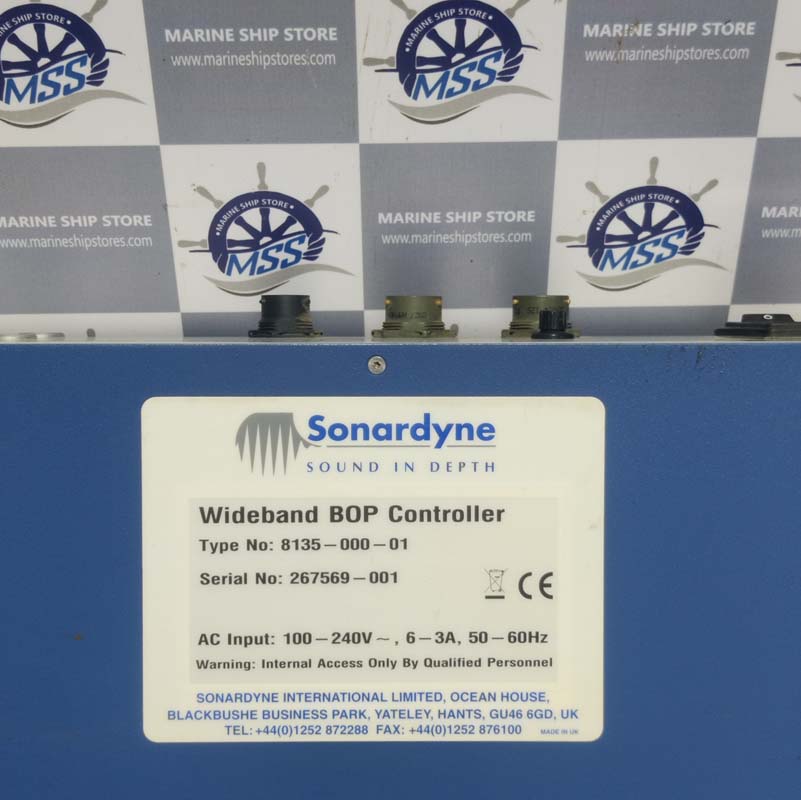 MARINE SHIP STORE
MSS
MARINE SHIP STORE
www.marineshipstores.com
MARINE SHIP STORE
MSS
MARINE SHIP STORE
www.marineshipstores.com
MARINE SHIP STORE
www.marineshipstores.com
MARINE SHIP STORE
MSS
MARINE SHIP STORE
www.marineshipstores.com
MARINE SHIP STORE
MSS
Sonardyne
SOUND IN DEPTH
Wideband BOP Controller
Type No: 8135-000-01
Serial No: 267569-001
CE
AC Input: 100-240V~, 6-3A, 50-60Hz
Warning: Internal Access Only By Qualified Personnel
SONARDYNE INTERNATIONAL LIMITED, OCEAN HOUSE,
BLACKBUSHE BUSINESS PARK, YATELEY, HANTS, GU46 6GD, UK
TEL: +44(0)1252 872288 FAX: +44(0)1252 876100
MADE IN UK